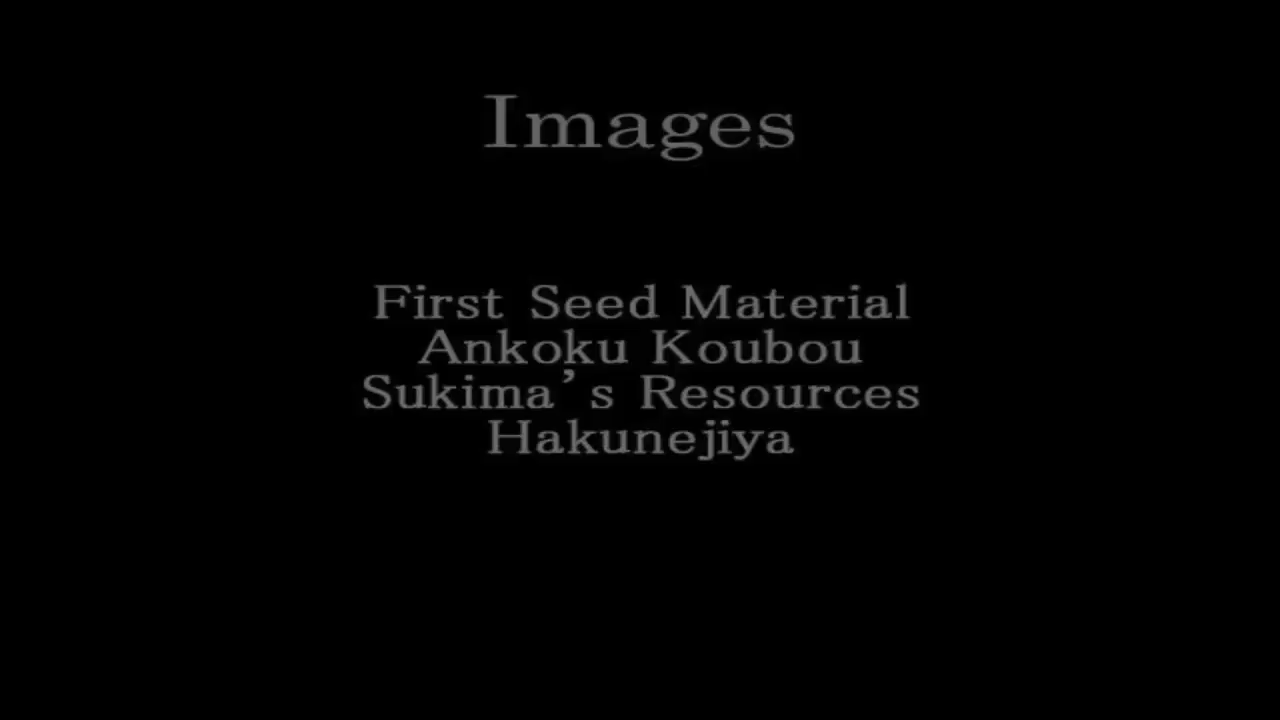 Images
First Seed Material
Ankoku Koubou
Sukima’s Resources
Hakunejiya